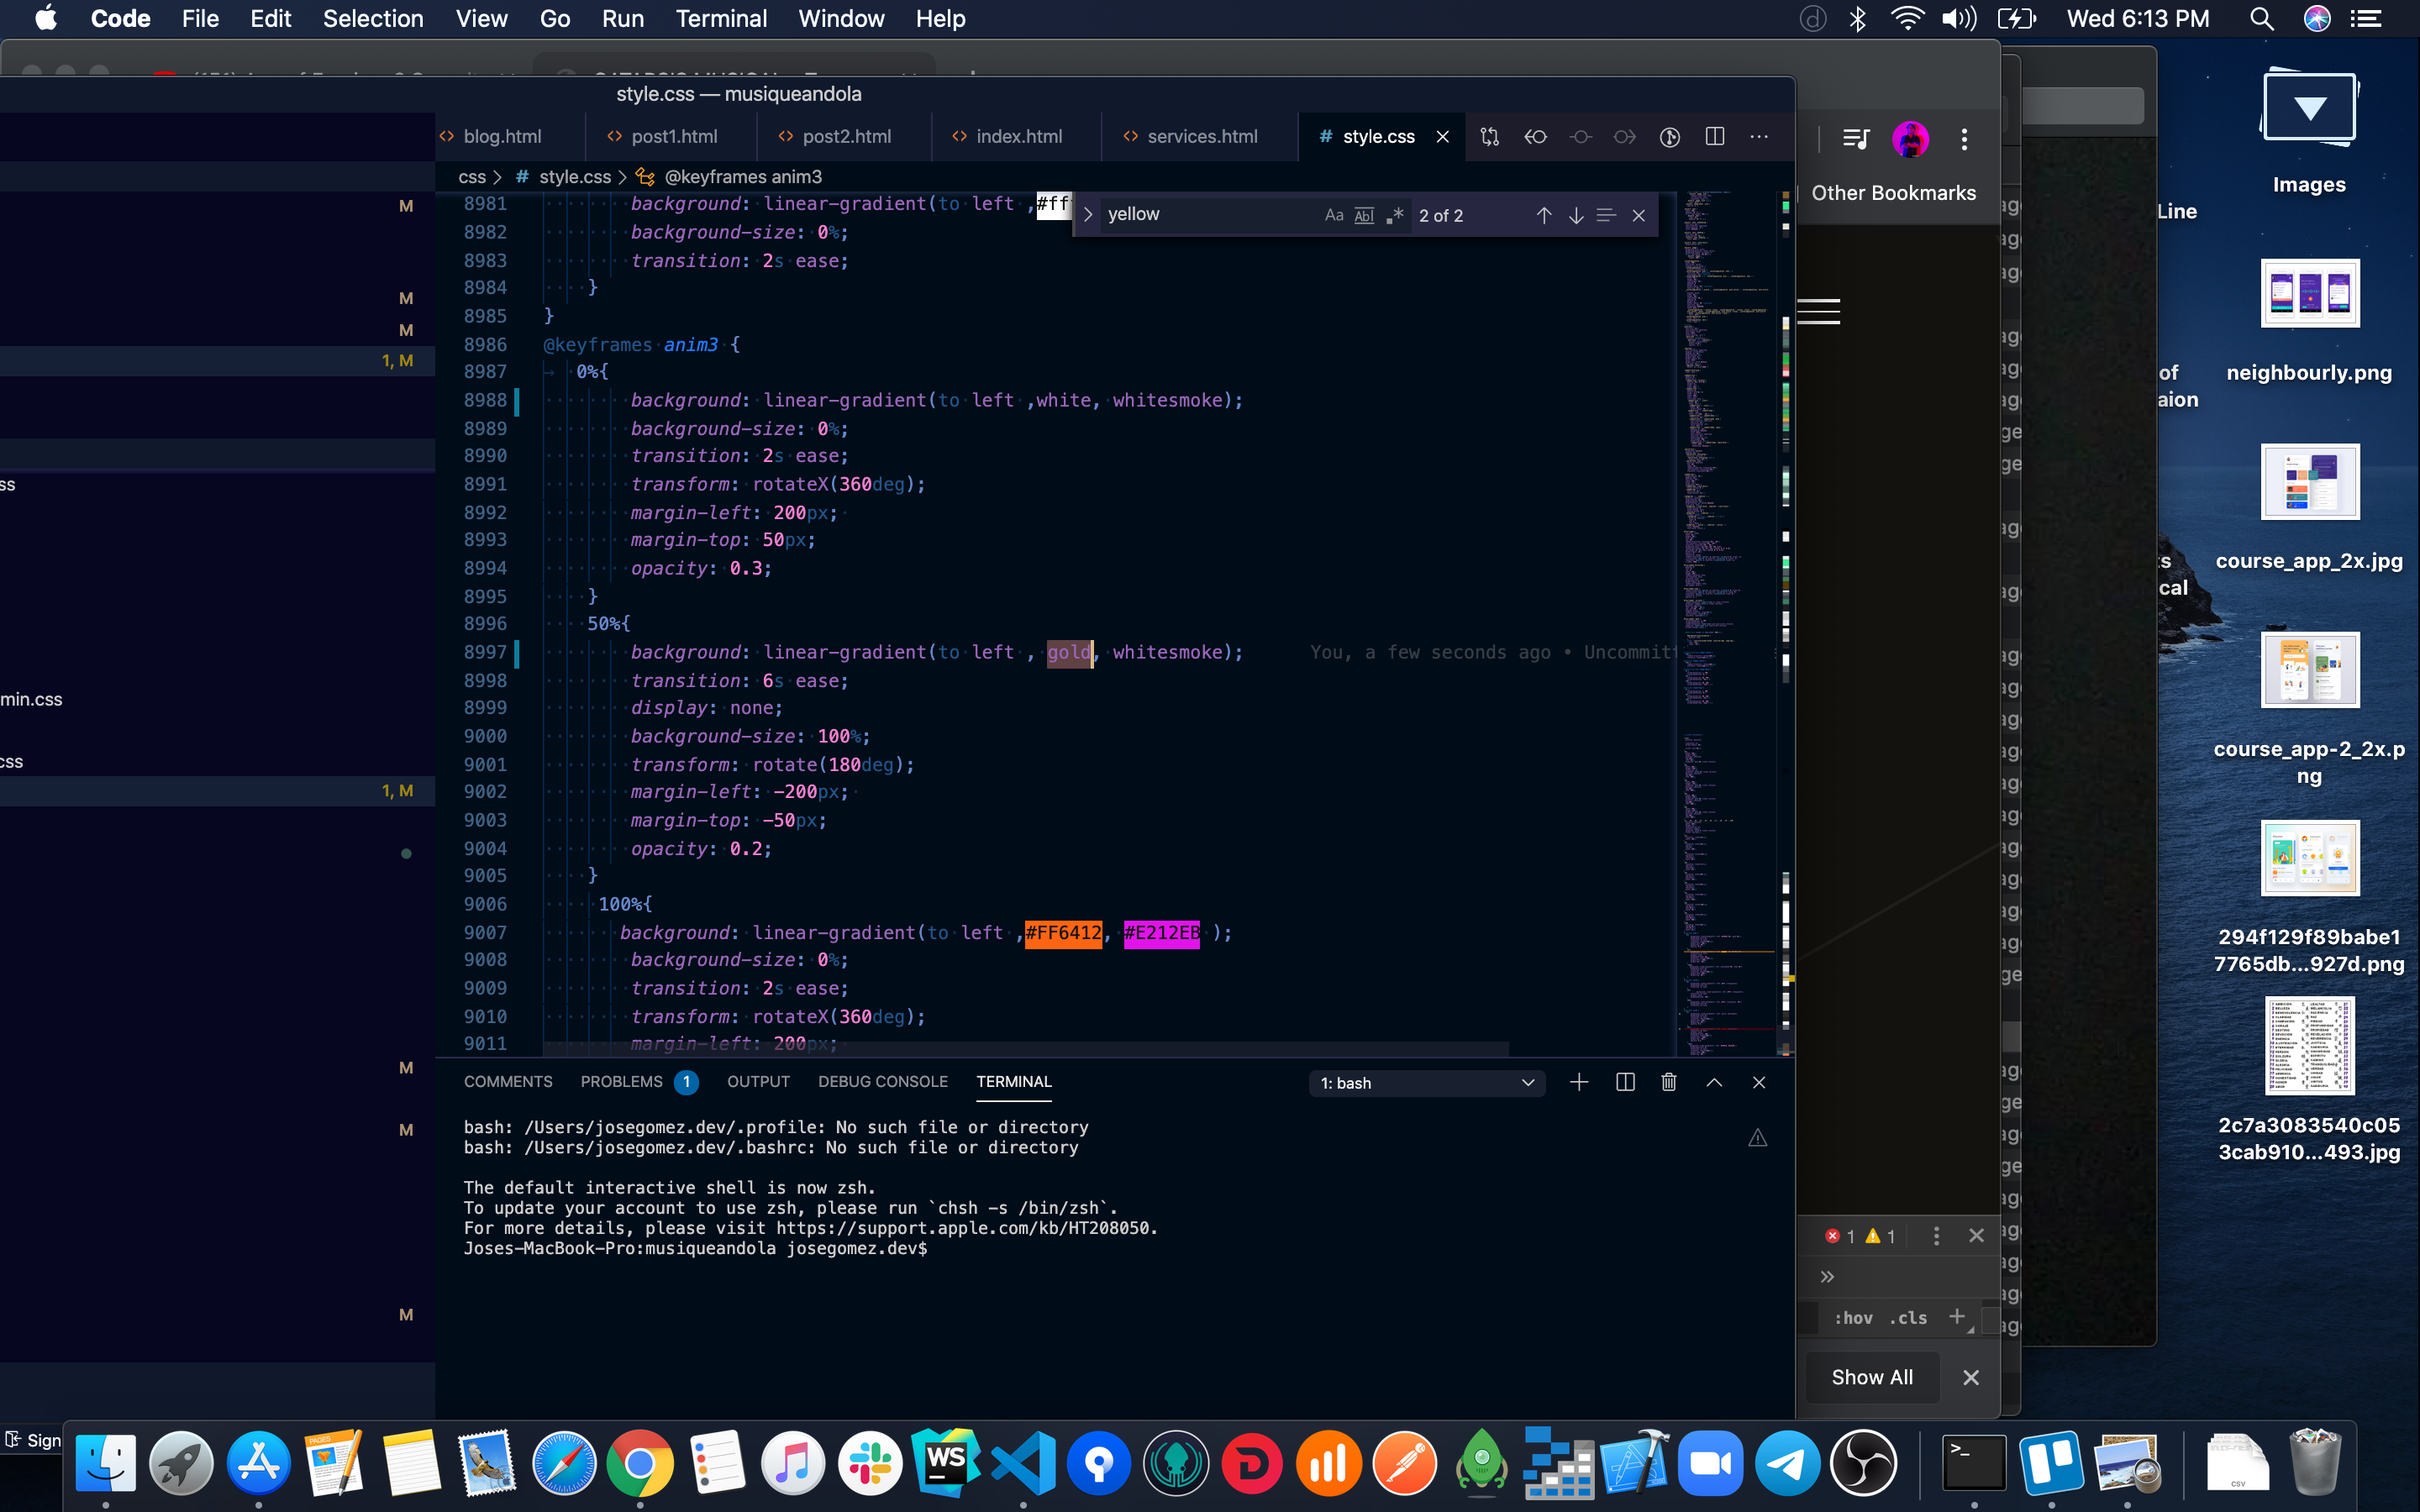 Code File Edit Selection View Go Run Terminal Window Help
Wed 6:13 PM
style.css — musiqueandola
blog.html post1.html post2.html index.html services.html # style.css
css > # style.css > @keyframes anim3
yellow Aa Abl .* 2 of 2
8981 background: linear-gradient(to left ,#fff
8982 background-size: 0%;
8983 transition: 2s ease;
8984 }
8985 }
8986 @keyframes anim3 {
8987 0%{
8988 background: linear-gradient(to left ,white, whitesmoke);
8989 background-size: 0%;
8990 transition: 2s ease;
8991 transform: rotateX(360deg);
8992 margin-left: 200px;
8993 margin-top: 50px;
8994 opacity: 0.3;
8995 }
8996 50%{
8997 background: linear-gradient(to left , gold, whitesmoke); You, a few seconds ago • Uncommitt
8998 transition: 6s ease;
8999 display: none;
9000 background-size: 100%;
9001 transform: rotate(180deg);
9002 margin-left: -200px;
9003 margin-top: -50px;
9004 opacity: 0.2;
9005 }
9006 100%{
9007 background: linear-gradient(to left ,#FF6412, #E212EB );
9008 background-size: 0%;
9009 transition: 2s ease;
9010 transform: rotateX(360deg);
9011 margin-left: 200px;
M
M
M
1, M
ss
min.css
css
1, M
M
M
M
COMMENTS PROBLEMS 1 OUTPUT DEBUG CONSOLE TERMINAL 1: bash
bash: /Users/josegomez.dev/.profile: No such file or directory
bash: /Users/josegomez.dev/.bashrc: No such file or directory
The default interactive shell is now zsh.
To update your account to use zsh, please run `chsh -s /bin/zsh`.
For more details, please visit https://support.apple.com/kb/HT208050.
Joses-MacBook-Pro:musiqueandola josegomez.dev$
Other Bookmarks
1 1
:hov .cls +
Show All
Line
of
aion
ts
cal
Images
neighbourly.png
course_app_2x.jpg
course_app-2_2x.p
ng
294f129f89babe1
7765db...927d.png
2c7a3083540c05
3cab910...493.jpg
Sign
PAGES
WS
CSV